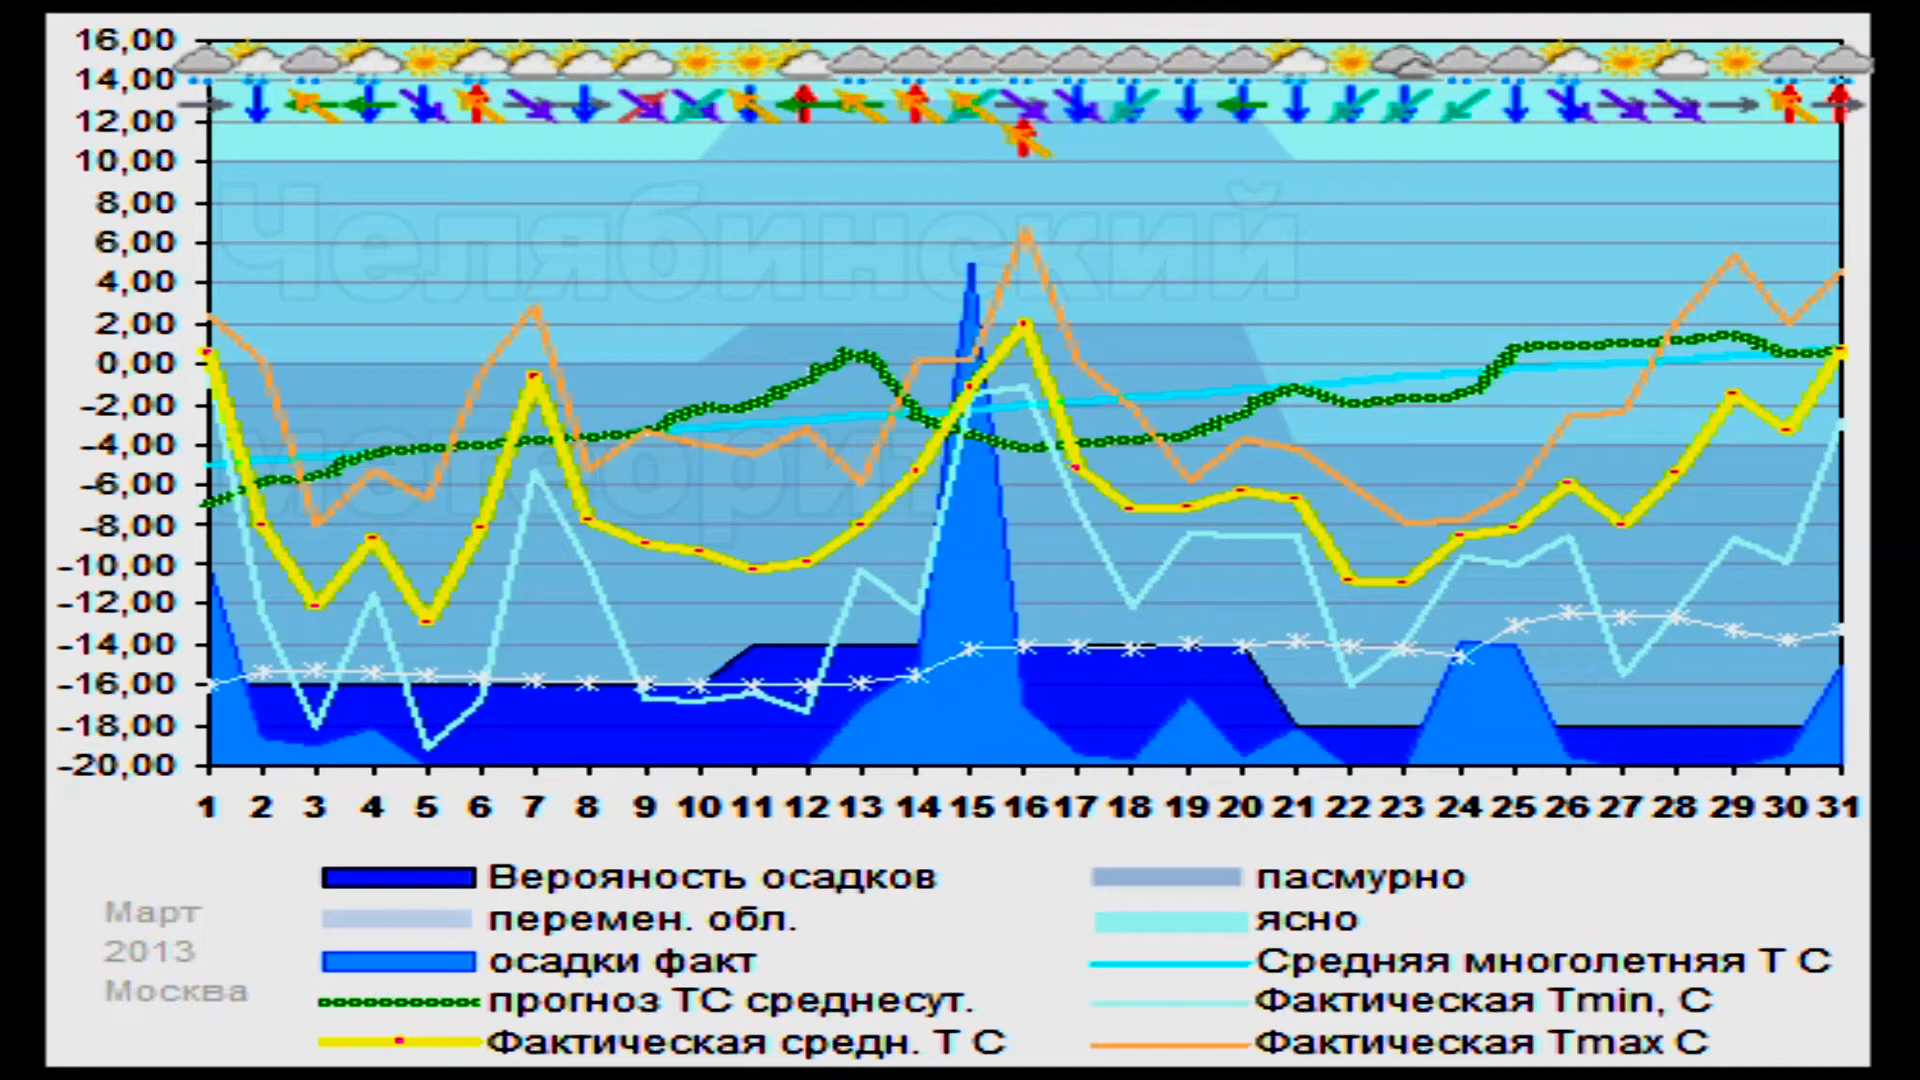 16,00
14,00
12,00
10,00
8,00
6,00
4,00
2,00
0,00
-2,00
-4,00
-6,00
-8,00
-10,00
-12,00
-14,00
-16,00
-18,00
-20,00
Челябинский
метеорит
1 2 3 4 5 6 7 8 9 10 11 12 13 14 15 16 17 18 19 20 21 22 23 24 25 26 27 28 29 30 31
Март
2013
Москва
Верояность осадков
пасмурно
перемен. обл.
ясно
осадки факт
Средняя многолетняя Т С
прогноз ТС среднесут.
Фактическая Tmin, С
Фактическая средн. Т С
Фактическая Tmax С